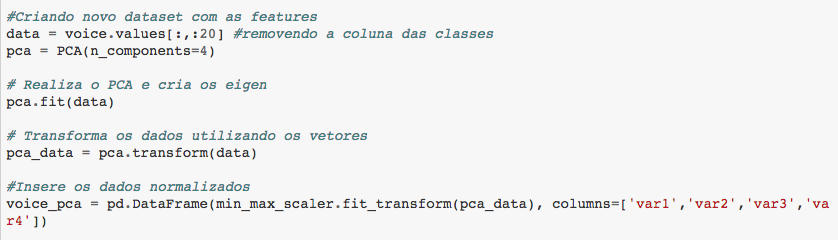 #Criando novo dataset com as features
data = voice.values[:,:20] #removendo a coluna das classes
pca = PCA(n_components=4)
# Realiza o PCA e cria os eigen
pca.fit(data)
# Transforma os dados utilizando os vetores
pca_data = pca.transform(data)
#Insere os dados normalizados
voice_pca = pd.DataFrame(min_max_scaler.fit_transform(pca_data), columns=['var1','var2','var3','va
r4'])